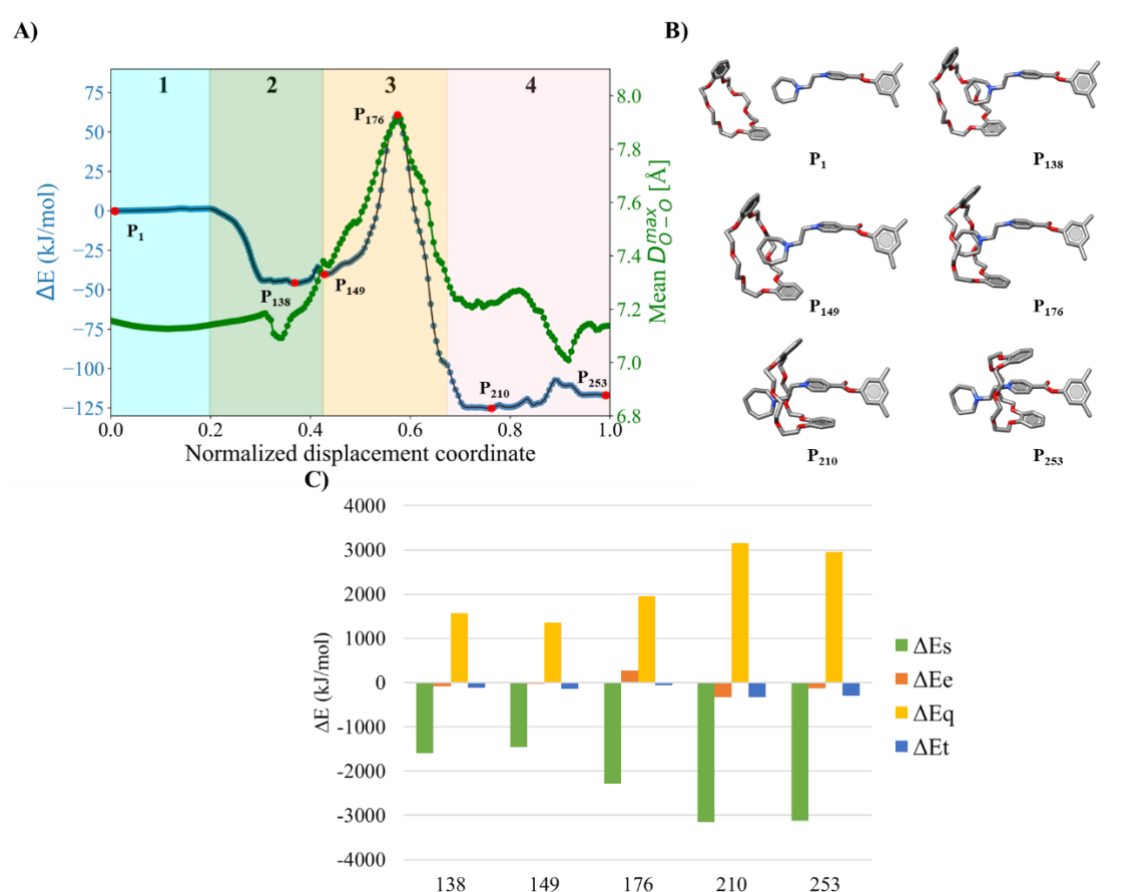 A)
1 2 3 4
75
50
25
0
−25
−50
−75
−100
−125
ΔE (kJ/mol)
P1
P138
P149
P176
P210
P253
8.0
7.8
7.6
7.4
7.2
7.0
6.8
Mean D_{O−O}^{max} [Å]
0.0 0.2 0.4 0.6 0.8 1.0
Normalized displacement coordinate
B)
P1 P138
P149 P176
P210 P253
C)
4000
3000
2000
1000
0
-1000
-2000
-3000
-4000
ΔE (kJ/mol)
138 149 176 210 253
ΔEs
ΔEe
ΔEq
ΔEt